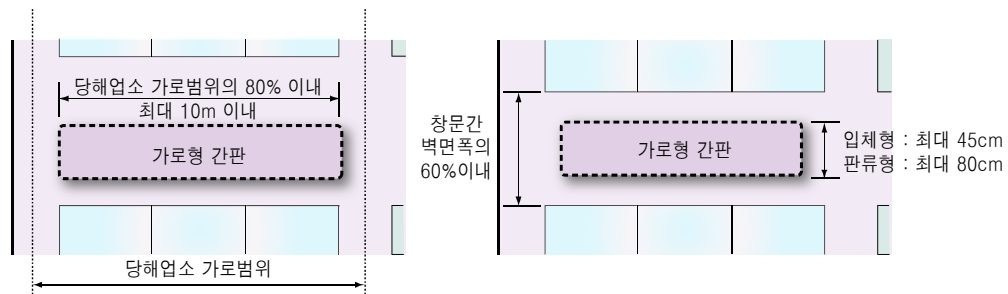 당해업소 가로범위의 80% 이내
최대 10m 이내
가로형 간판
당해업소 가로범위
창문간
벽면폭의
60%이내
가로형 간판
입체형 : 최대 45cm
판류형 : 최대 80cm